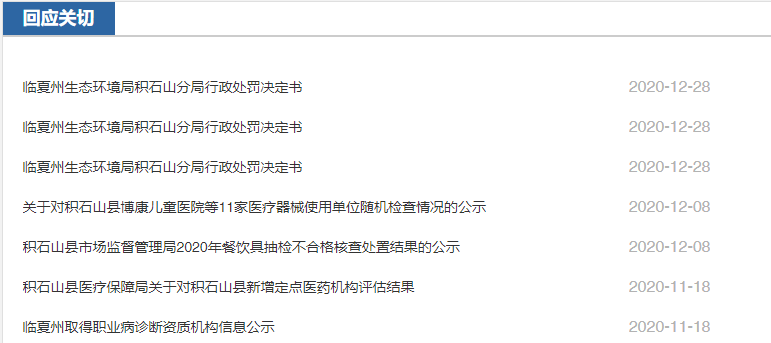 回应关切
临夏州生态环境局积石山分局行政处罚决定书 2020-12-28
临夏州生态环境局积石山分局行政处罚决定书 2020-12-28
临夏州生态环境局积石山分局行政处罚决定书 2020-12-28
关于对积石山县博康儿童医院等11家医疗器械使用单位随机检查情况的公示 2020-12-08
积石山县市场监督管理局2020年餐饮具抽检不合格核查处置结果的公示 2020-12-08
积石山县医疗保障局关于对积石山县新增定点医药机构评估结果 2020-11-18
临夏州取得职业病诊断资质机构信息公示 2020-11-18